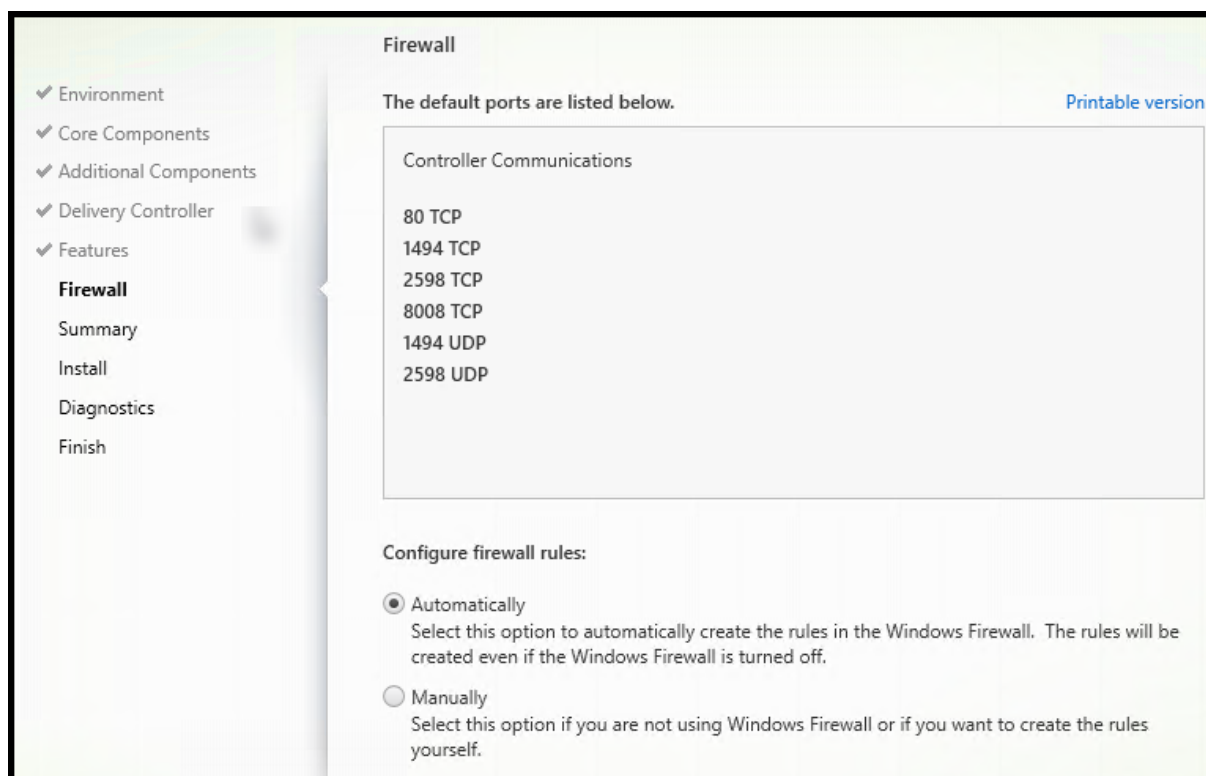 Firewall
Environment
Core Components
Additional Components
Delivery Controller
Features
Firewall
Summary
Install
Diagnostics
Finish
The default ports are listed below.
Printable version
Controller Communications
80 TCP
1494 TCP
2598 TCP
8008 TCP
1494 UDP
2598 UDP
Configure firewall rules:
Automatically
Select this option to automatically create the rules in the Windows Firewall.  The rules will be
created even if the Windows Firewall is turned off.
Manually
Select this option if you are not using Windows Firewall or if you want to create the rules
yourself.